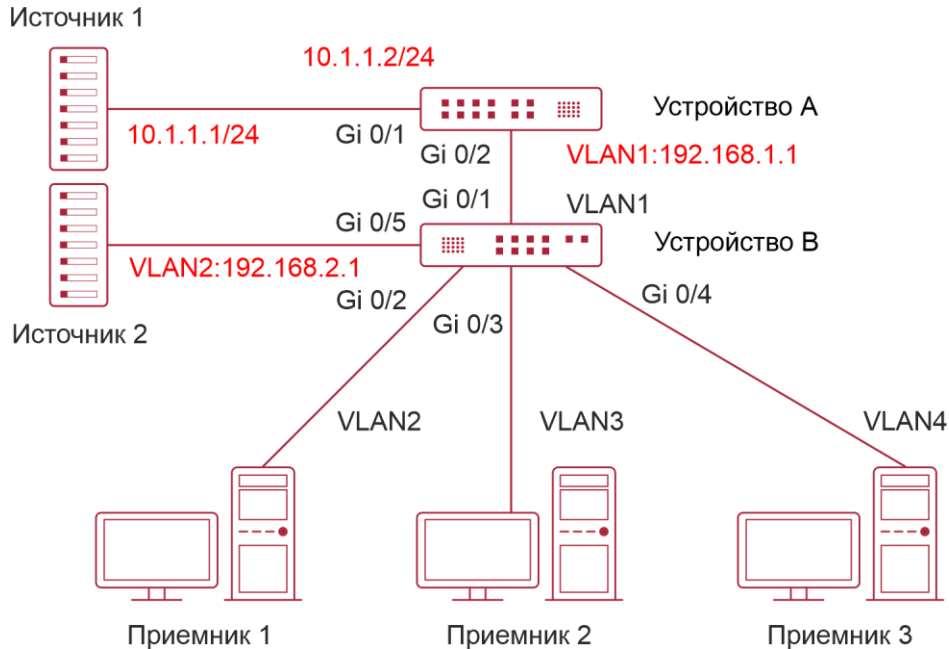 Источник 1
10.1.1.2/24
Устройство A
10.1.1.1/24
Gi 0/1
Gi 0/2
VLAN1:192.168.1.1
Gi 0/1
VLAN1
Gi 0/5
Устройство B
VLAN2:192.168.2.1
Gi 0/2
Gi 0/4
Gi 0/3
Источник 2
VLAN2
VLAN3
VLAN4
Приемник 1
Приемник 2
Приемник 3